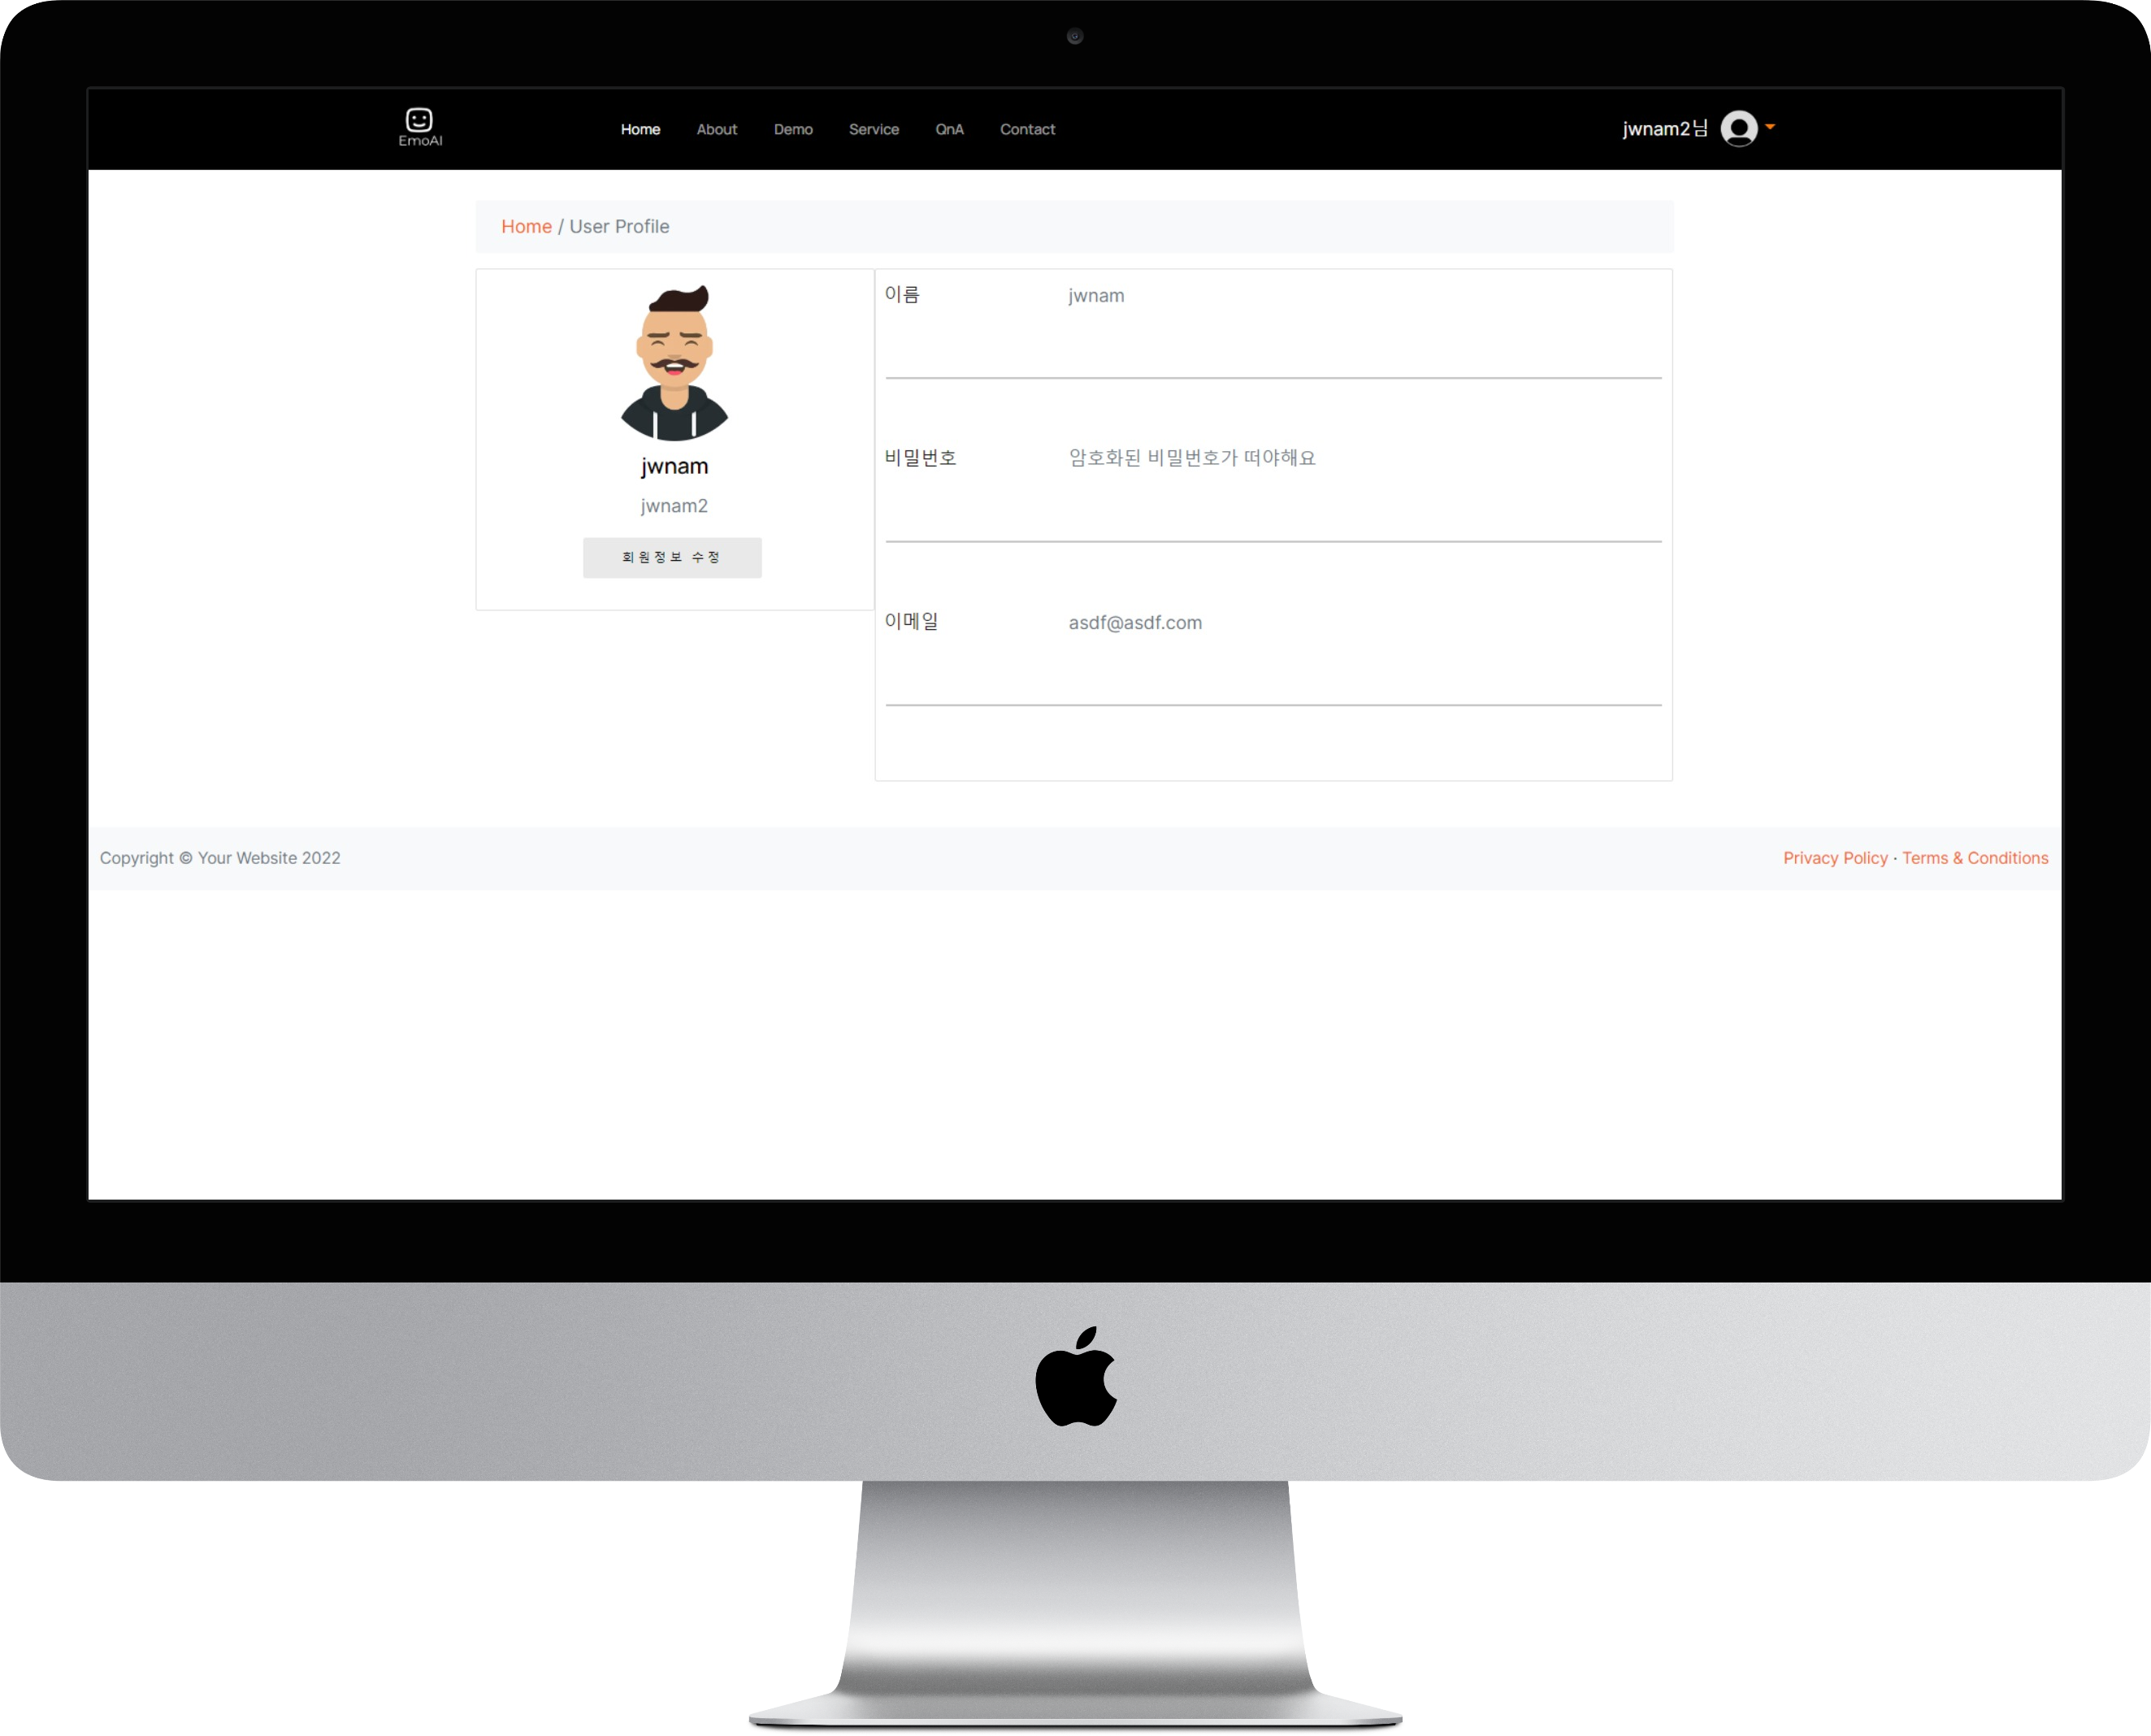 EmoAI
Home About Demo Service QnA Contact
jwnam2님
Home / User Profile
jwnam
jwnam2
회원정보 수정
이름 jwnam
비밀번호 암호화된 비밀번호가 떠야해요
이메일 asdf@asdf.com
Copyright © Your Website 2022
Privacy Policy · Terms & Conditions